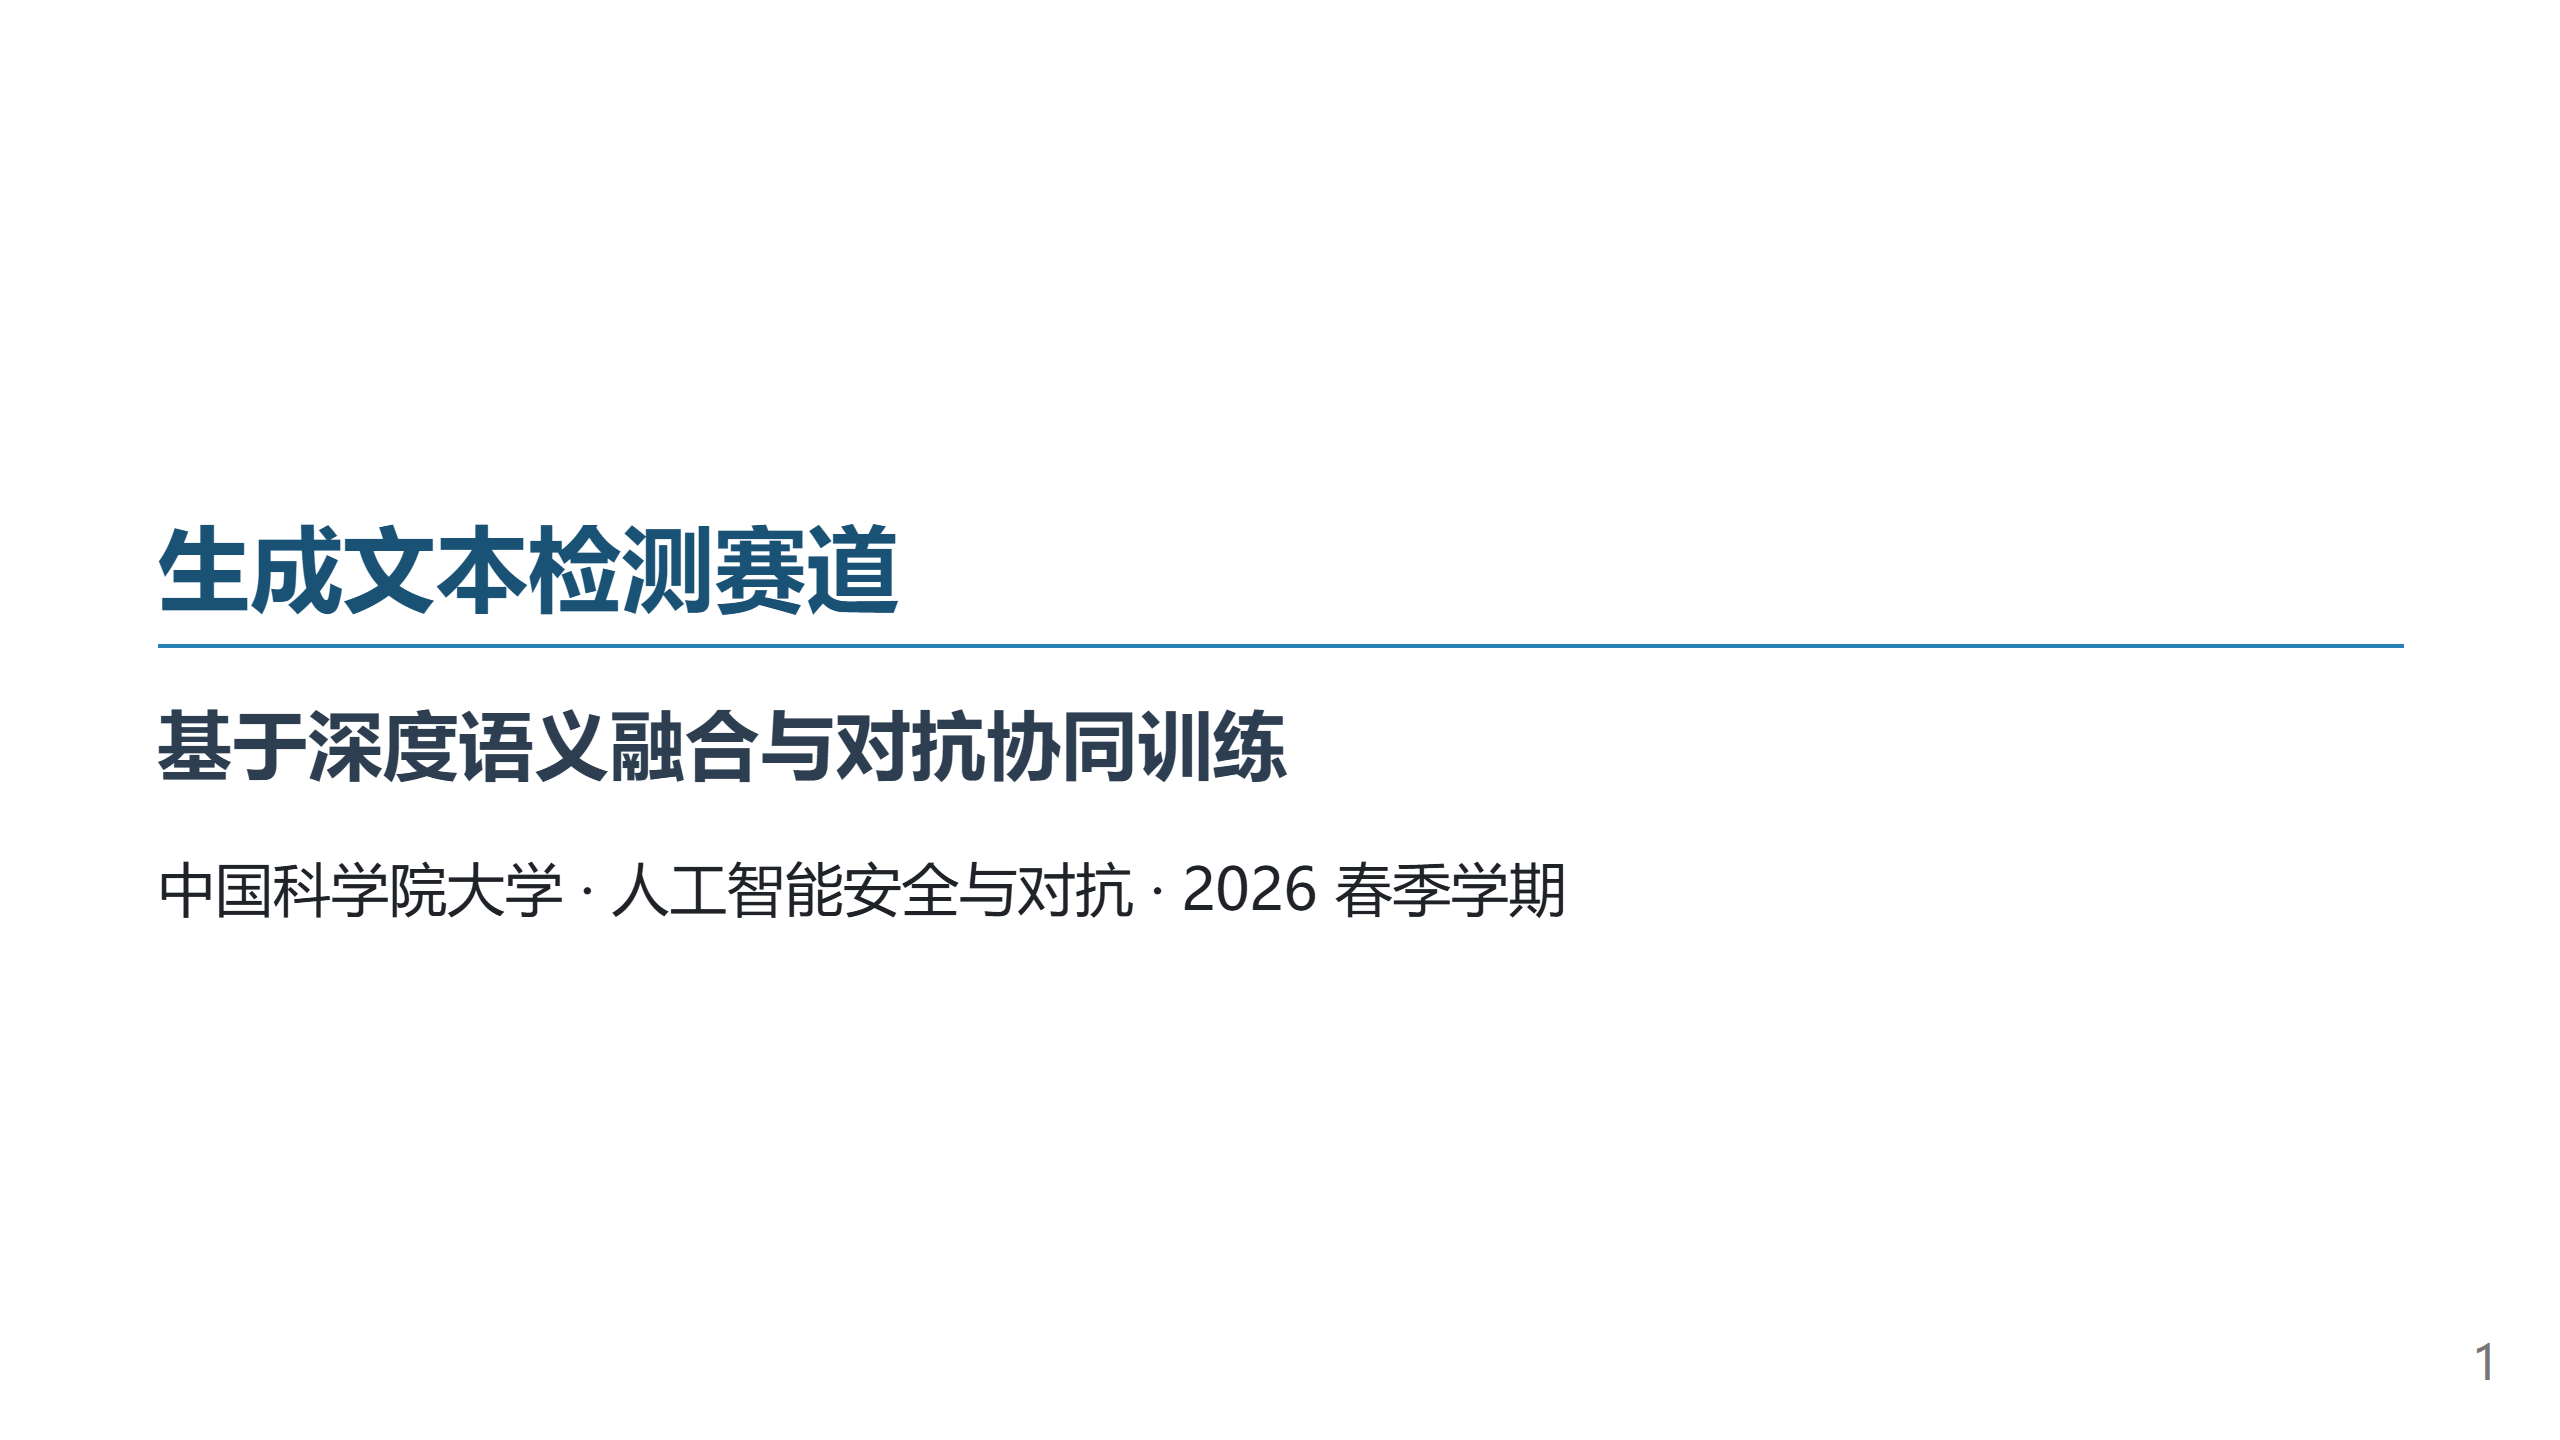 生成文本检测赛道
基于深度语义融合与对抗协同训练
中国科学院大学 · 人工智能安全与对抗 · 2026 春季学期
1